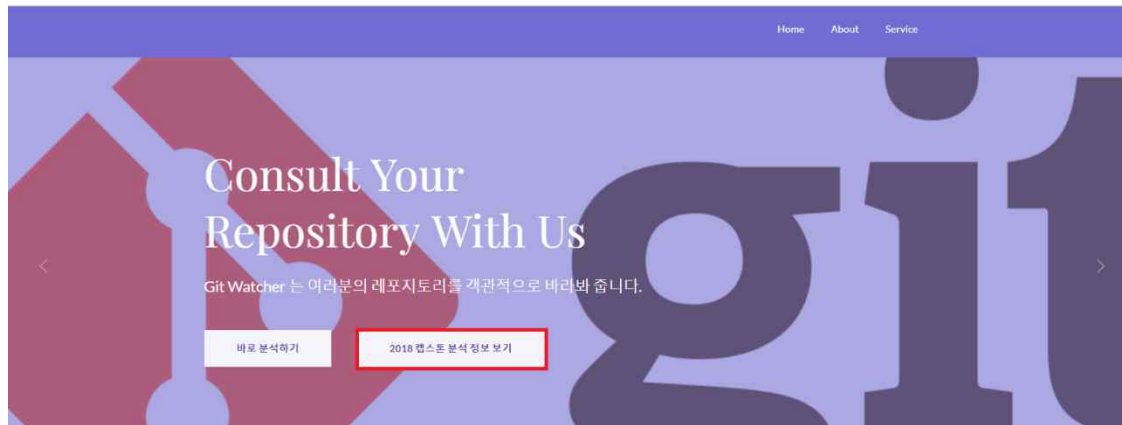 Home About Service
Consult Your
Repository With Us
Git Watcher 는 여러분의 레포지토리를 객관적으로 바라봐 줍니다.
바로 분석하기 2018 캡스톤 분석 정보 보기
git